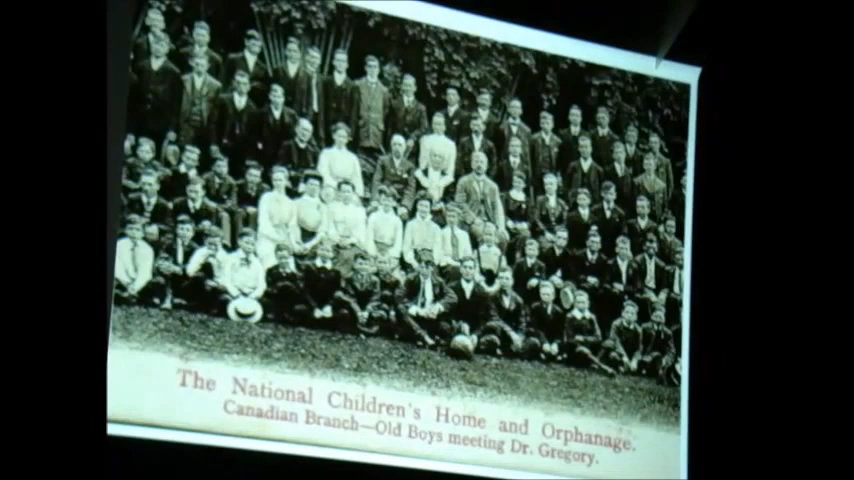 The National Children's Home and Orphanage.
Canadian Branch—Old Boys meeting Dr. Gregory.